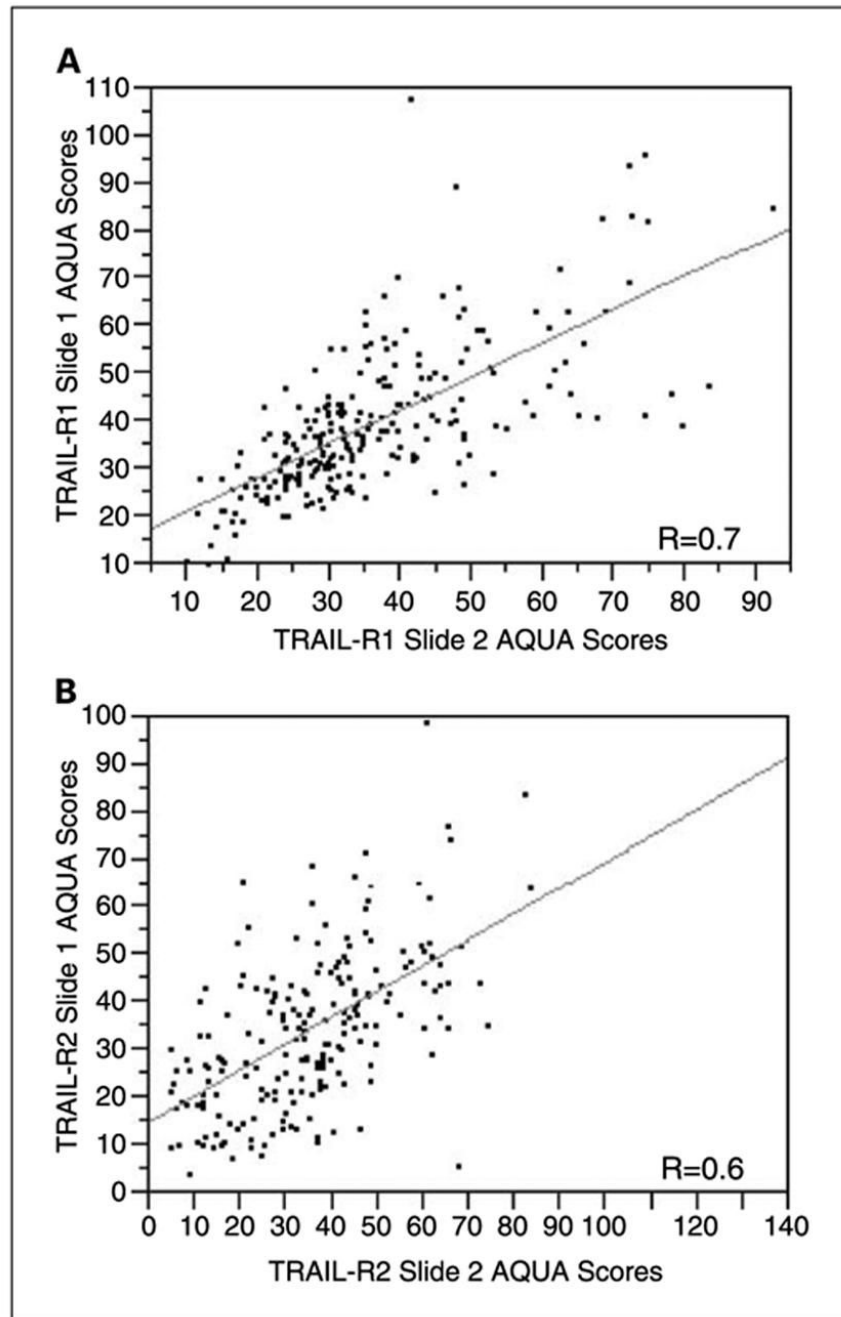 A
TRAIL-R1 Slide 1 AQUA Scores
110
100
90
80
70
60
50
40
30
20
10
R=0.7
10 20 30 40 50 60 70 80 90
TRAIL-R1 Slide 2 AQUA Scores
B
TRAIL-R2 Slide 1 AQUA Scores
100
90
80
70
60
50
40
30
20
10
0
R=0.6
0 10 20 30 40 50 60 70 80 90 100 120 140
TRAIL-R2 Slide 2 AQUA Scores